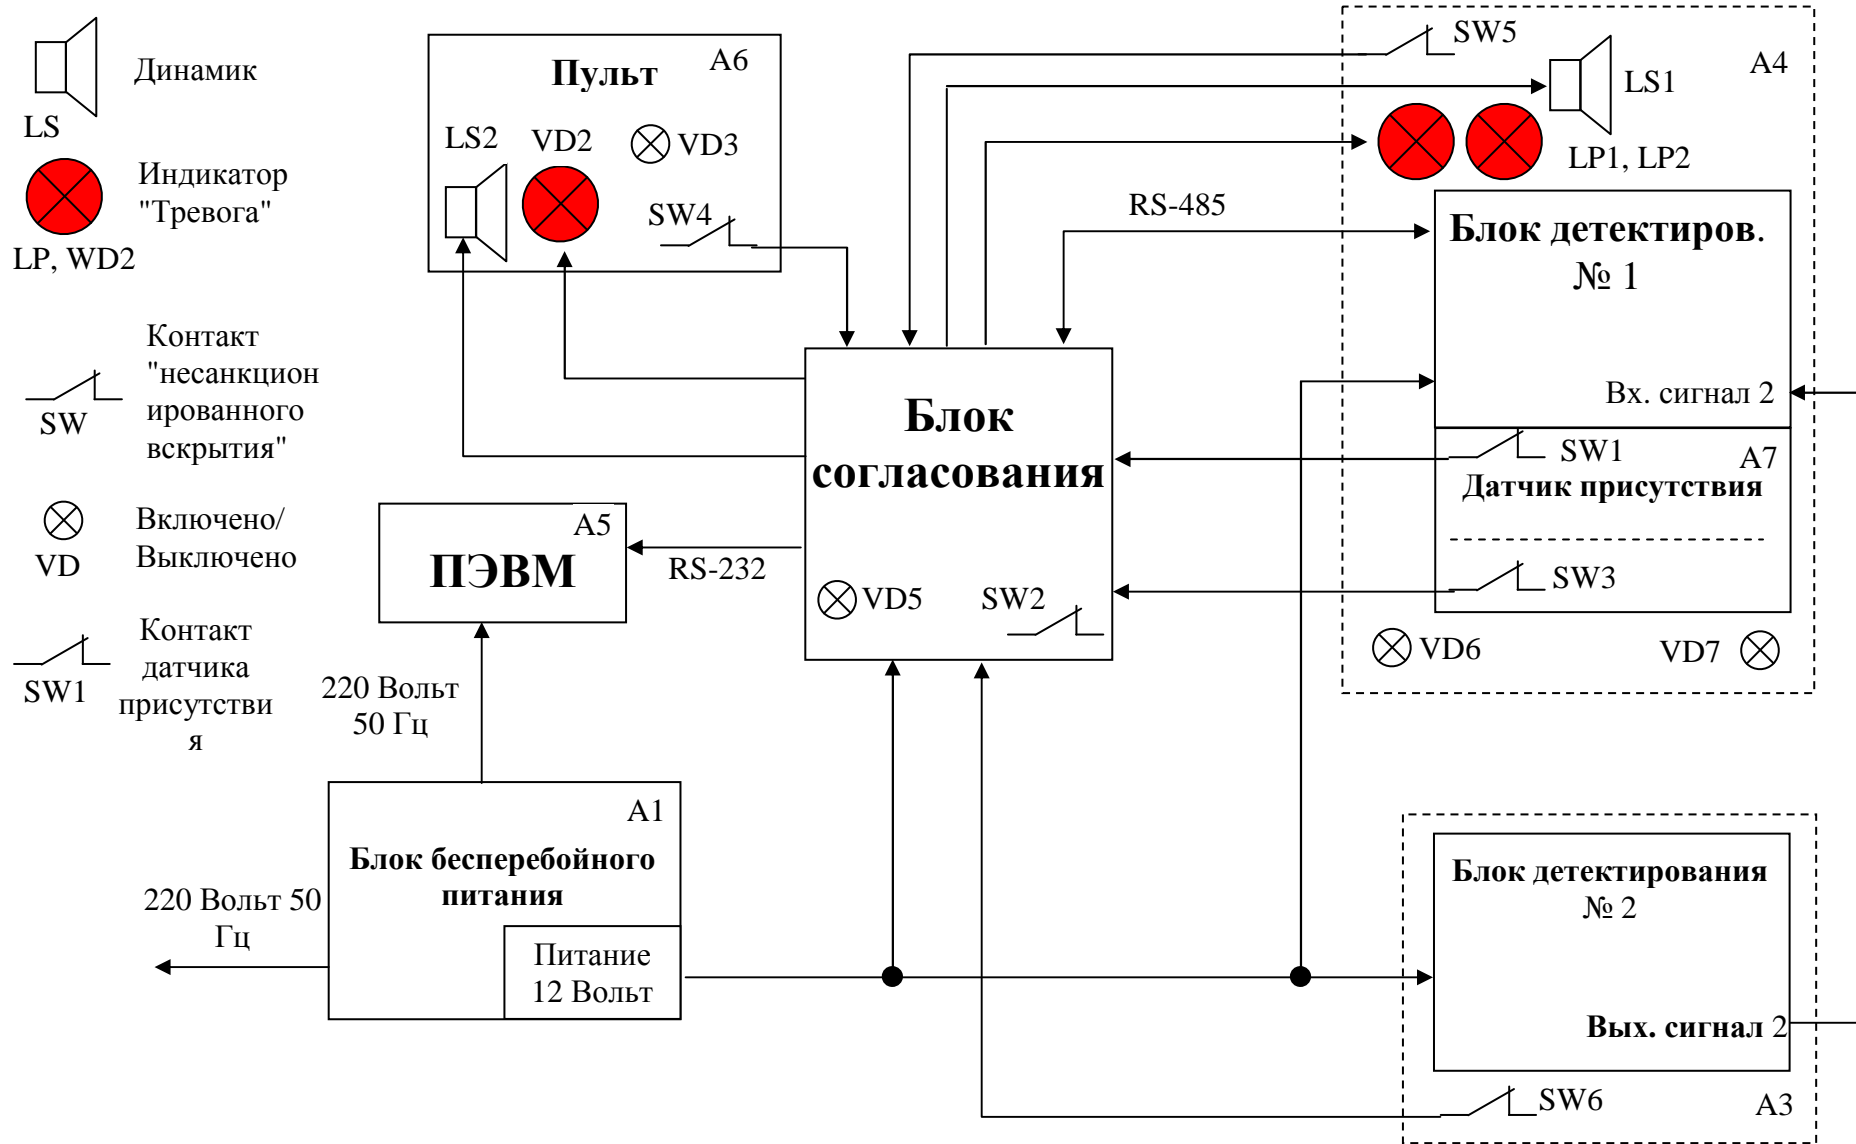 Динамик
LS
Индикатор
"Тревога"
LP, WD2
Контакт
"несанкцион
ированного
вскрытия"
SW
Включено/
Выключено
VD
Контакт
датчика
присутстви
я
SW1
Пульт
A6
LS2
VD2
VD3
SW4
SW5
A4
LS1
LP1, LP2
RS-485
Блок детектиров.
№ 1
Вх. сигнал 2
SW1
A7
Датчик присутствия
SW3
VD6
VD7
Блок
согласования
VD5
SW2
A5
ПЭВМ
RS-232
220 Вольт
50 Гц
A1
Блок бесперебойного
питания
Питание
12 Вольт
220 Вольт 50
Гц
Блок детектирования
№ 2
Вых. сигнал 2
SW6
A3